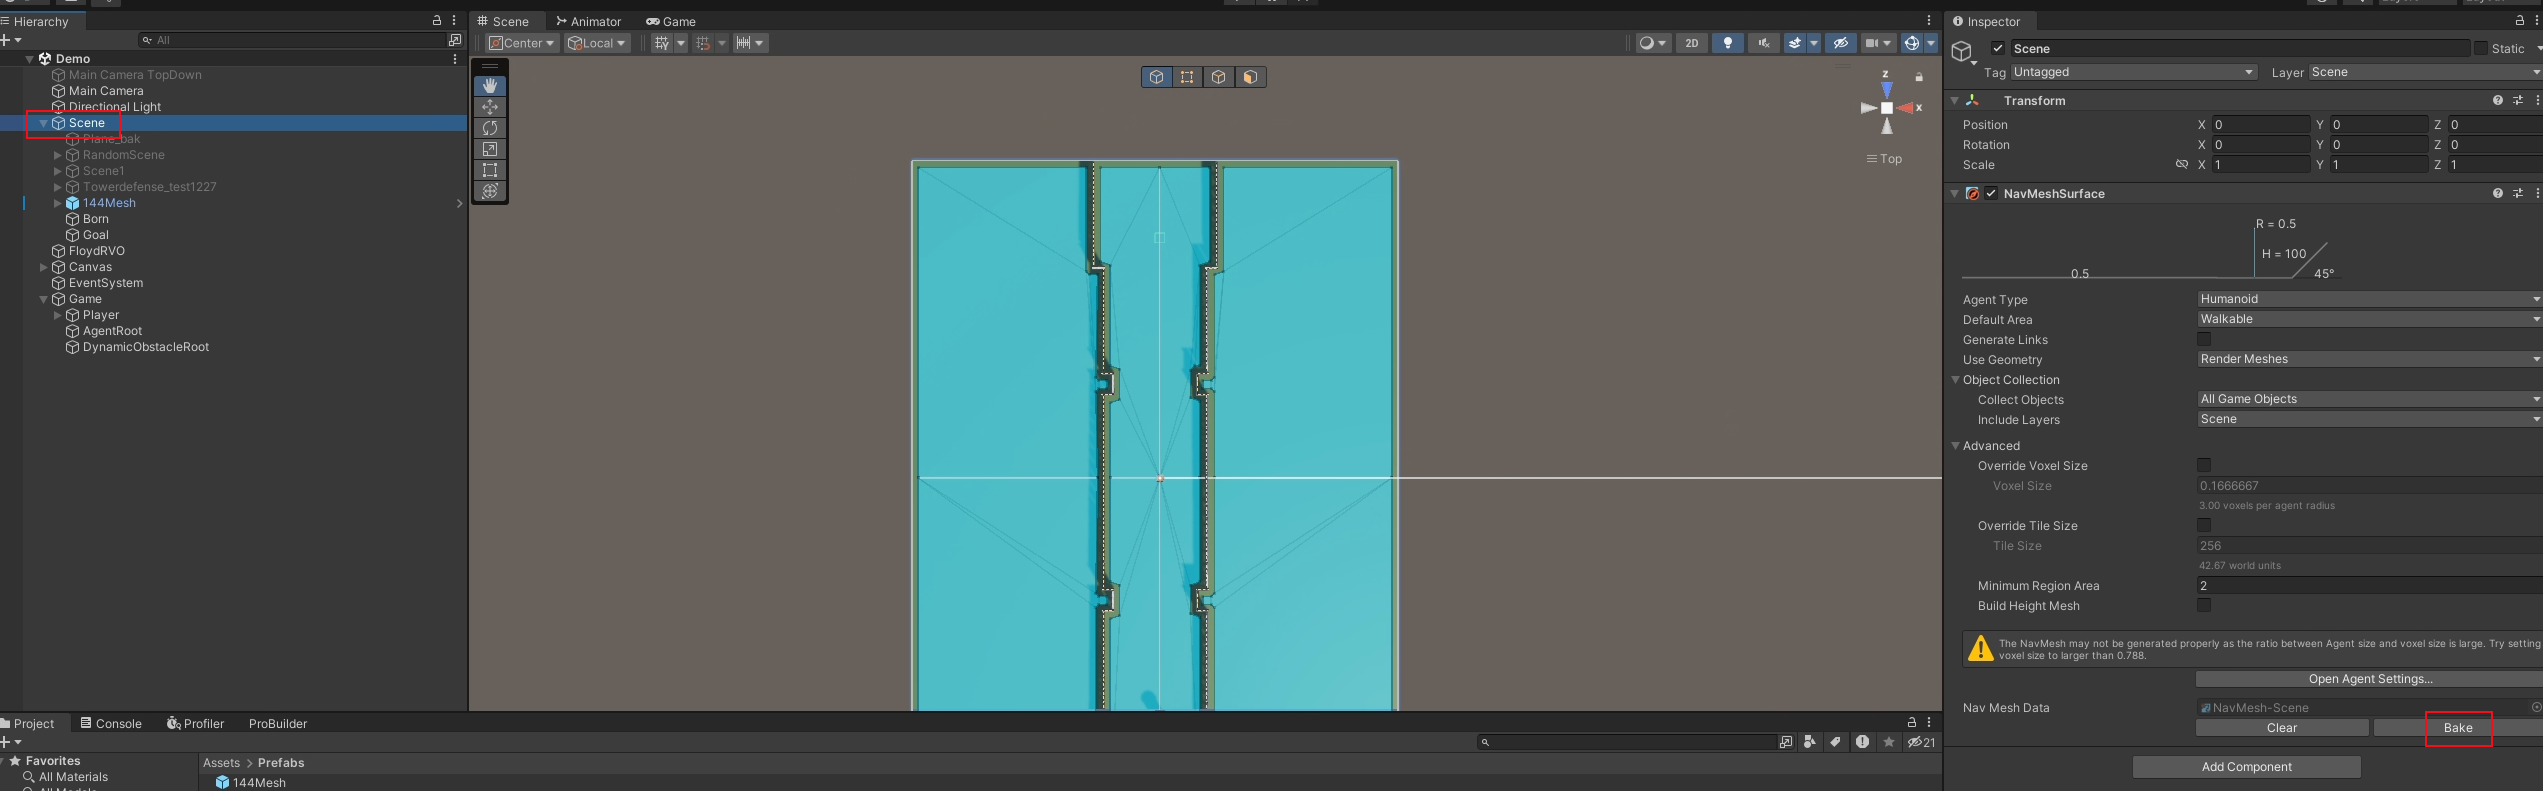 Hierarchy
All
Demo
Main Camera TopDown
Main Camera
Directional Light
Scene
Plane_bak
RandomScene
Scene1
Towerdefense_test1227
144Mesh
Born
Goal
FloydRVO
Canvas
EventSystem
Game
Player
AgentRoot
DynamicObstacleRoot
Scene Animator Game
Center Local 2D
z
x
Top
Inspector
Scene Static
Tag Untagged Layer Scene
Transform
Position X 0 Y 0 Z 0
Rotation X 0 Y 0 Z 0
Scale X 1 Y 1 Z 1
NavMeshSurface
R = 0.5
H = 100
0.5 45°
Agent Type Humanoid
Default Area Walkable
Generate Links
Use Geometry Render Meshes
Object Collection
Collect Objects All Game Objects
Include Layers Scene
Advanced
Override Voxel Size
Voxel Size 0.1666667
3.00 voxels per agent radius
Override Tile Size
Tile Size 256
42.67 world units
Minimum Region Area 2
Build Height Mesh
The NavMesh may not be generated properly as the ratio between Agent size and voxel size is large. Try setting
voxel size to larger than 0.788.
Open Agent Settings...
Nav Mesh Data NavMesh-Scene
Clear Bake
Add Component
Project Console Profiler ProBuilder
21
Favorites
All Materials
Assets > Prefabs
144Mesh